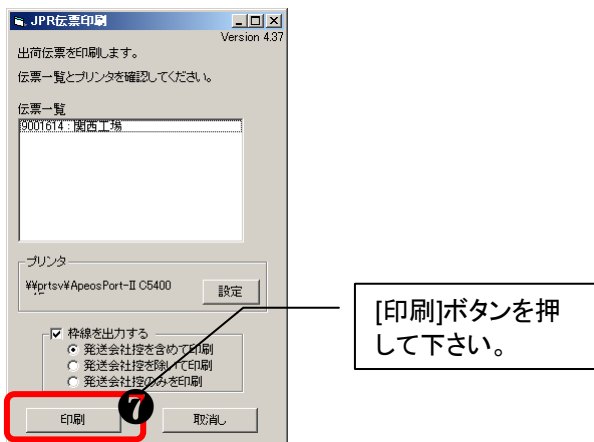 JPR伝票印刷
Version 4.37
出荷伝票を印刷します。
伝票一覧とプリンタを確認してください。
伝票一覧
9001614 : 関西工場
プリンタ
¥¥prtsv¥ApeosPort-Ⅱ C5400
設定
枠線を出力する
発送会社控を含めて印刷
発送会社控を除いて印刷
発送会社控のみを印刷
❼
印刷
取消し
[印刷]ボタンを押
して下さい。